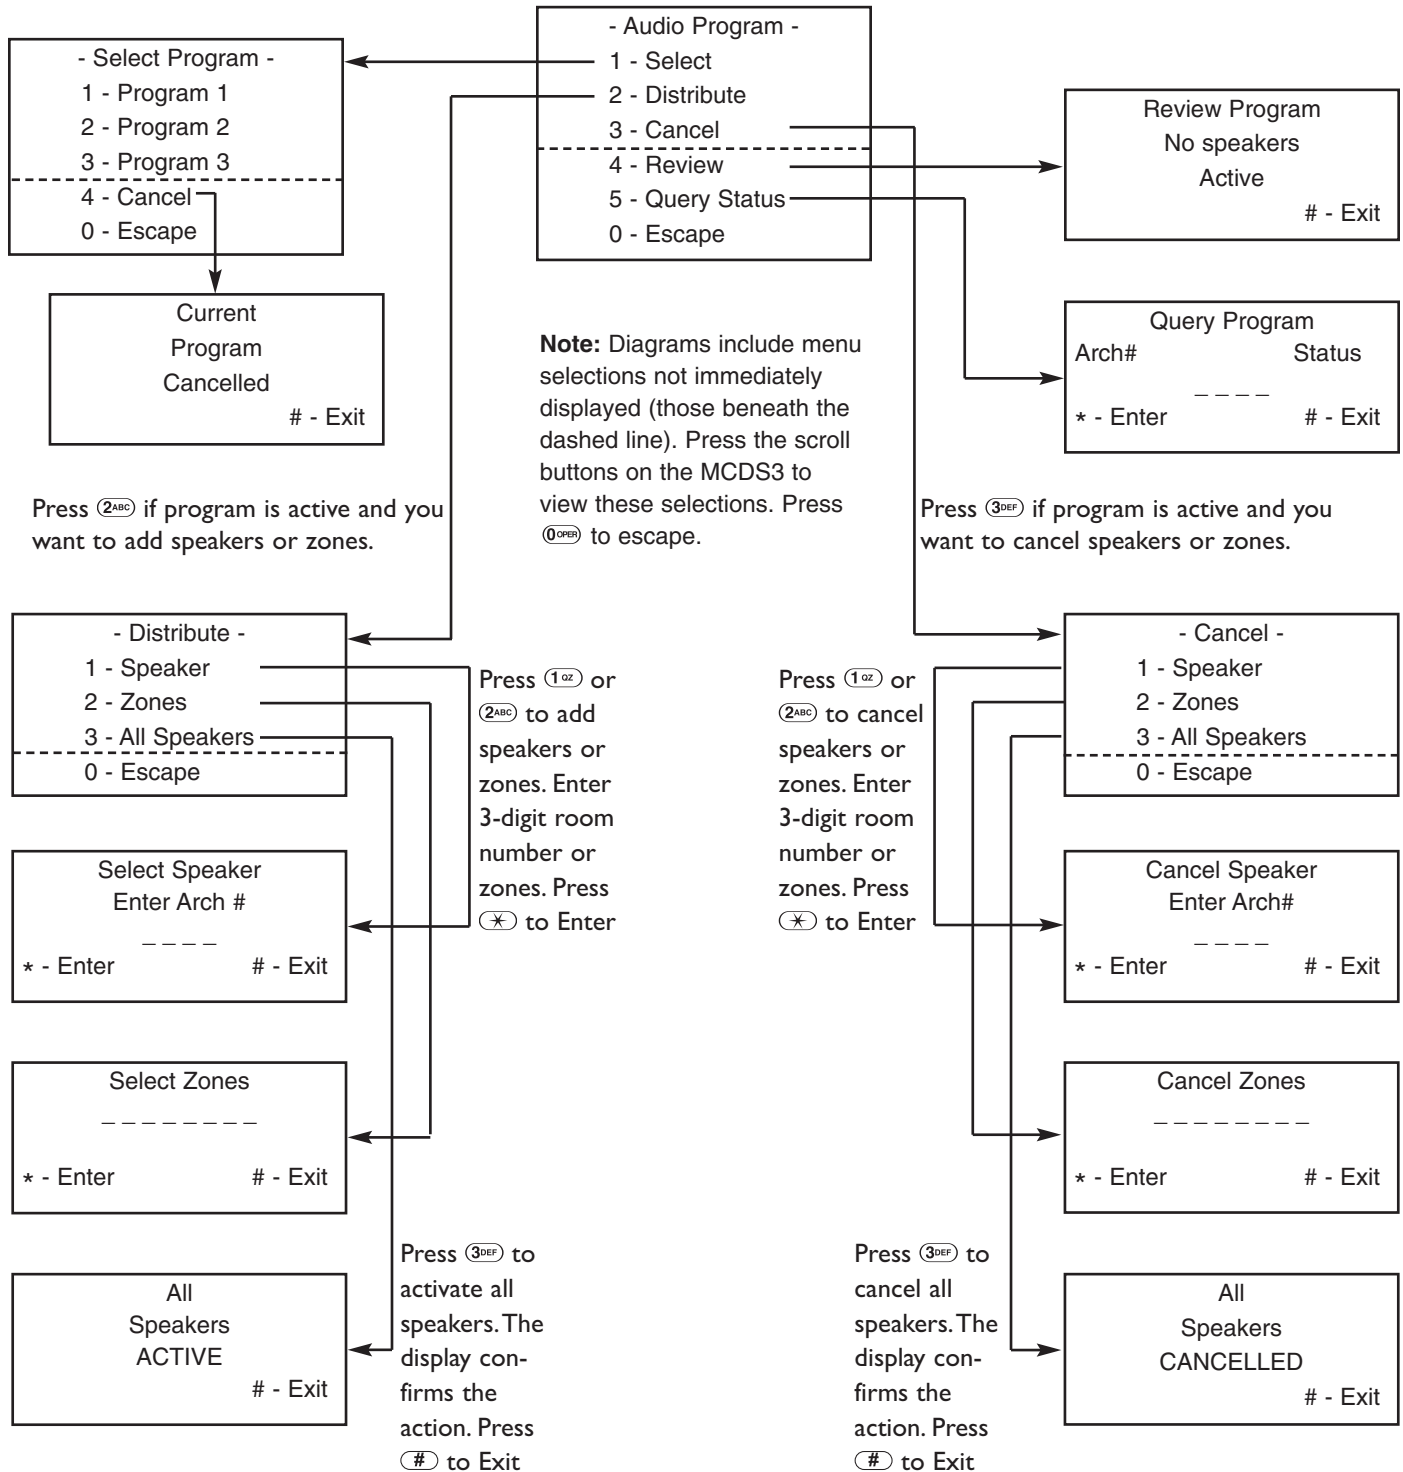 - Select Program -
1 - Program 1
2 - Program 2
3 - Program 3
4 - Cancel
0 - Escape
Current
Program
Cancelled
# - Exit
- Audio Program -
1 - Select
2 - Distribute
3 - Cancel
4 - Review
5 - Query Status
0 - Escape
Review Program
No speakers
Active
# - Exit
Query Program
Arch# Status
_ _ _ _
* - Enter # - Exit
Note: Diagrams include menu
selections not immediately
displayed (those beneath the
dashed line). Press the scroll
buttons on the MCDS3 to
view these selections. Press
0 OPER to escape.
Press 2ABC if program is active and you
want to add speakers or zones.
Press 3DEF if program is active and you
want to cancel speakers or zones.
- Distribute -
1 - Speaker
2 - Zones
3 - All Speakers
0 - Escape
Press 1 QZ or
2ABC to add
speakers or
zones. Enter
3-digit room
number or
zones. Press
* to Enter
Press 1 QZ or
2ABC to cancel
speakers or
zones. Enter
3-digit room
number or
zones. Press
* to Enter
- Cancel -
1 - Speaker
2 - Zones
3 - All Speakers
0 - Escape
Select Speaker
Enter Arch #
_ _ _ _
* - Enter # - Exit
Cancel Speaker
Enter Arch#
_ _ _ _
* - Enter # - Exit
Select Zones
_ _ _ _ _ _ _ _
* - Enter # - Exit
Cancel Zones
_ _ _ _ _ _ _ _
* - Enter # - Exit
All
Speakers
ACTIVE
# - Exit
Press 3DEF to
activate all
speakers. The
display con-
firms the
action. Press
# to Exit
Press 3DEF to
cancel all
speakers. The
display con-
firms the
action. Press
# to Exit
All
Speakers
CANCELLED
# - Exit